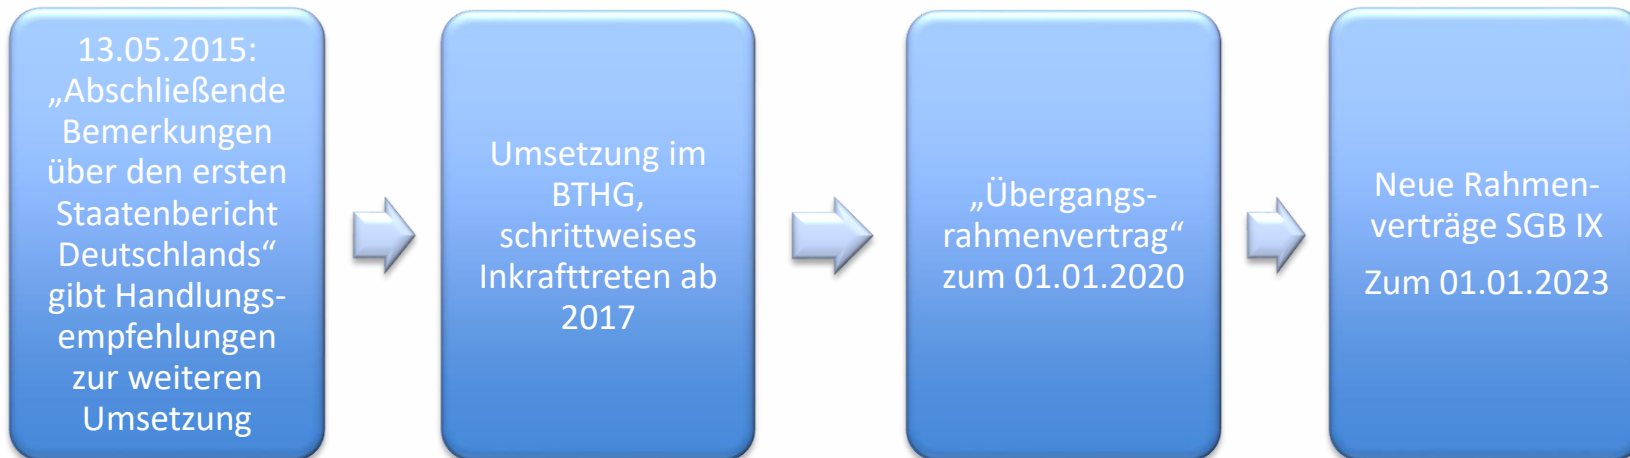 13.05.2015:
„Abschließende
Bemerkungen
über den ersten
Staatenbericht
Deutschlands“
gibt Handlungs-
empfehlungen
zur weiteren
Umsetzung
Umsetzung im
BTHG,
schrittweises
Inkrafttreten ab
2017
„Übergangs-
rahmenvertrag“
zum 01.01.2020
Neue Rahmen-
verträge SGB IX
Zum 01.01.2023